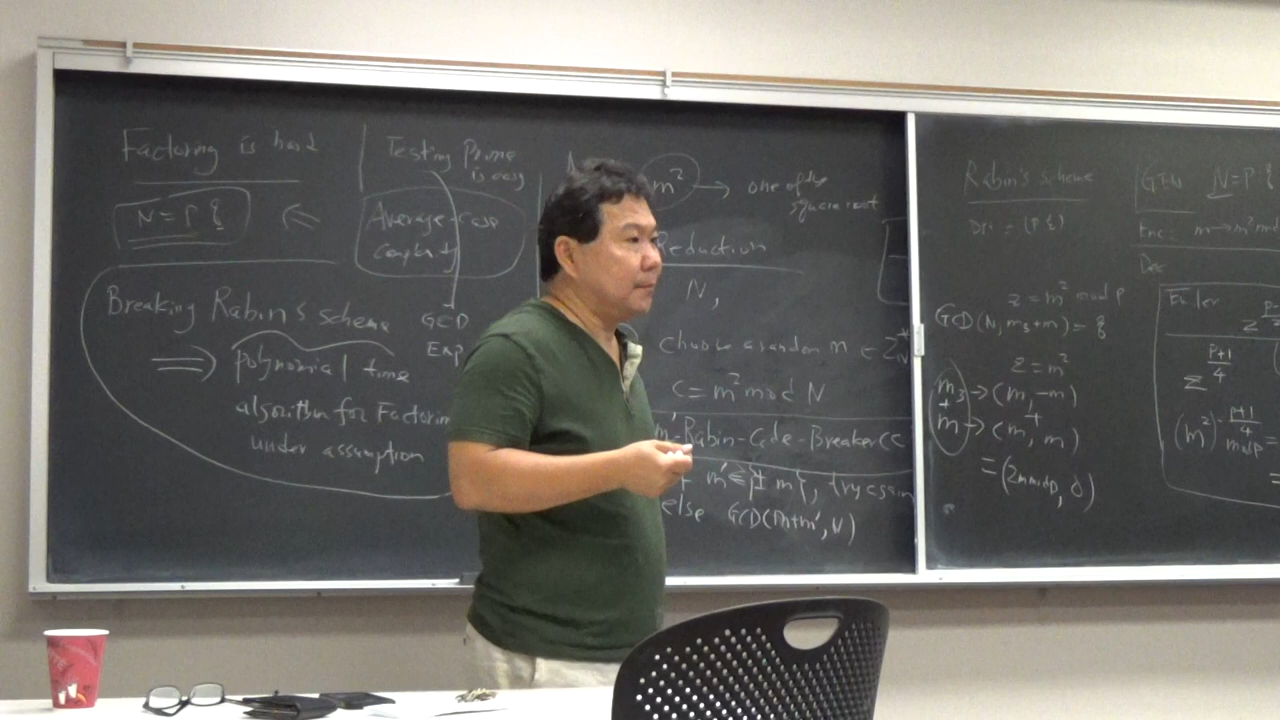 Factoring is hard
N = P q
Testing Prime
is easy
Average-case
GCD
Exp
Breaking Rabin's scheme
⟹ polynomial time
algorithm for Factoring
under assumption
m² → one of the
square root
Reduction
N,
choose a random m ∈ Z*N
C = m² mod N
m'-Rabin-Code-Breaker(C
m' ∈ {± m}, try again
else GCD(m+m', N)
Rabin's scheme
GEN N = P q
Enc: m → m² mod
Dec
z = m² mod p
GCD(N, m3+m) = q
z = m²
m3 → (m, -m)
+ +
m → (m, m)
= (2m mod p, 0)
Euler
z^(P+1)/4
(m²)^(P+1)/4 mod p =